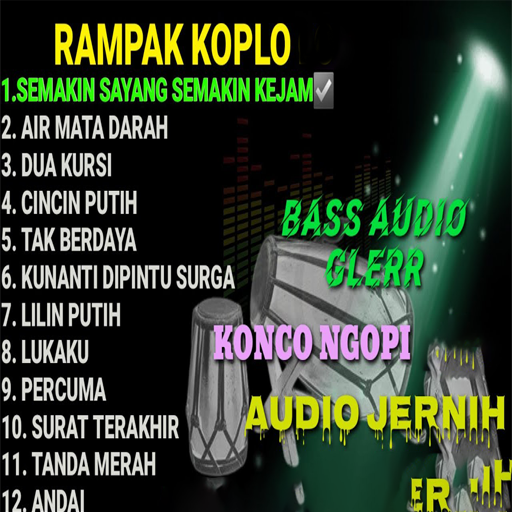 RAMPAK KOPLO
1.SEMAKIN SAYANG SEMAKIN KEJAM
2. AIR MATA DARAH
3. DUA KURSI
4. CINCIN PUTIH
5. TAK BERDAYA
6. KUNANTI DIPINTU SURGA
7. LILIN PUTIH
8. LUKAKU
9. PERCUMA
10. SURAT TERAKHIR
11. TANDA MERAH
12. ANDAI
BASS AUDIO
GLERR
KONCO NGOPI
AUDIO JERNIH